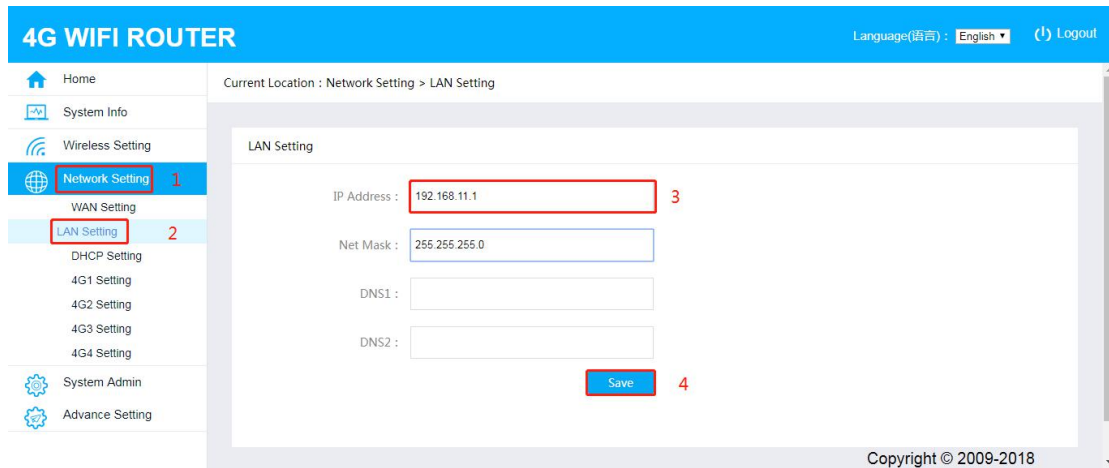 4G WIFI ROUTER
Language(语言) : English
Logout
Home
System Info
Wireless Setting
Network Setting 1
WAN Setting
LAN Setting 2
DHCP Setting
4G1 Setting
4G2 Setting
4G3 Setting
4G4 Setting
System Admin
Advance Setting
Current Location : Network Setting > LAN Setting
LAN Setting
IP Address : 192.168.11.1 3
Net Mask : 255.255.255.0
DNS1 :
DNS2 :
Save 4
Copyright © 2009-2018